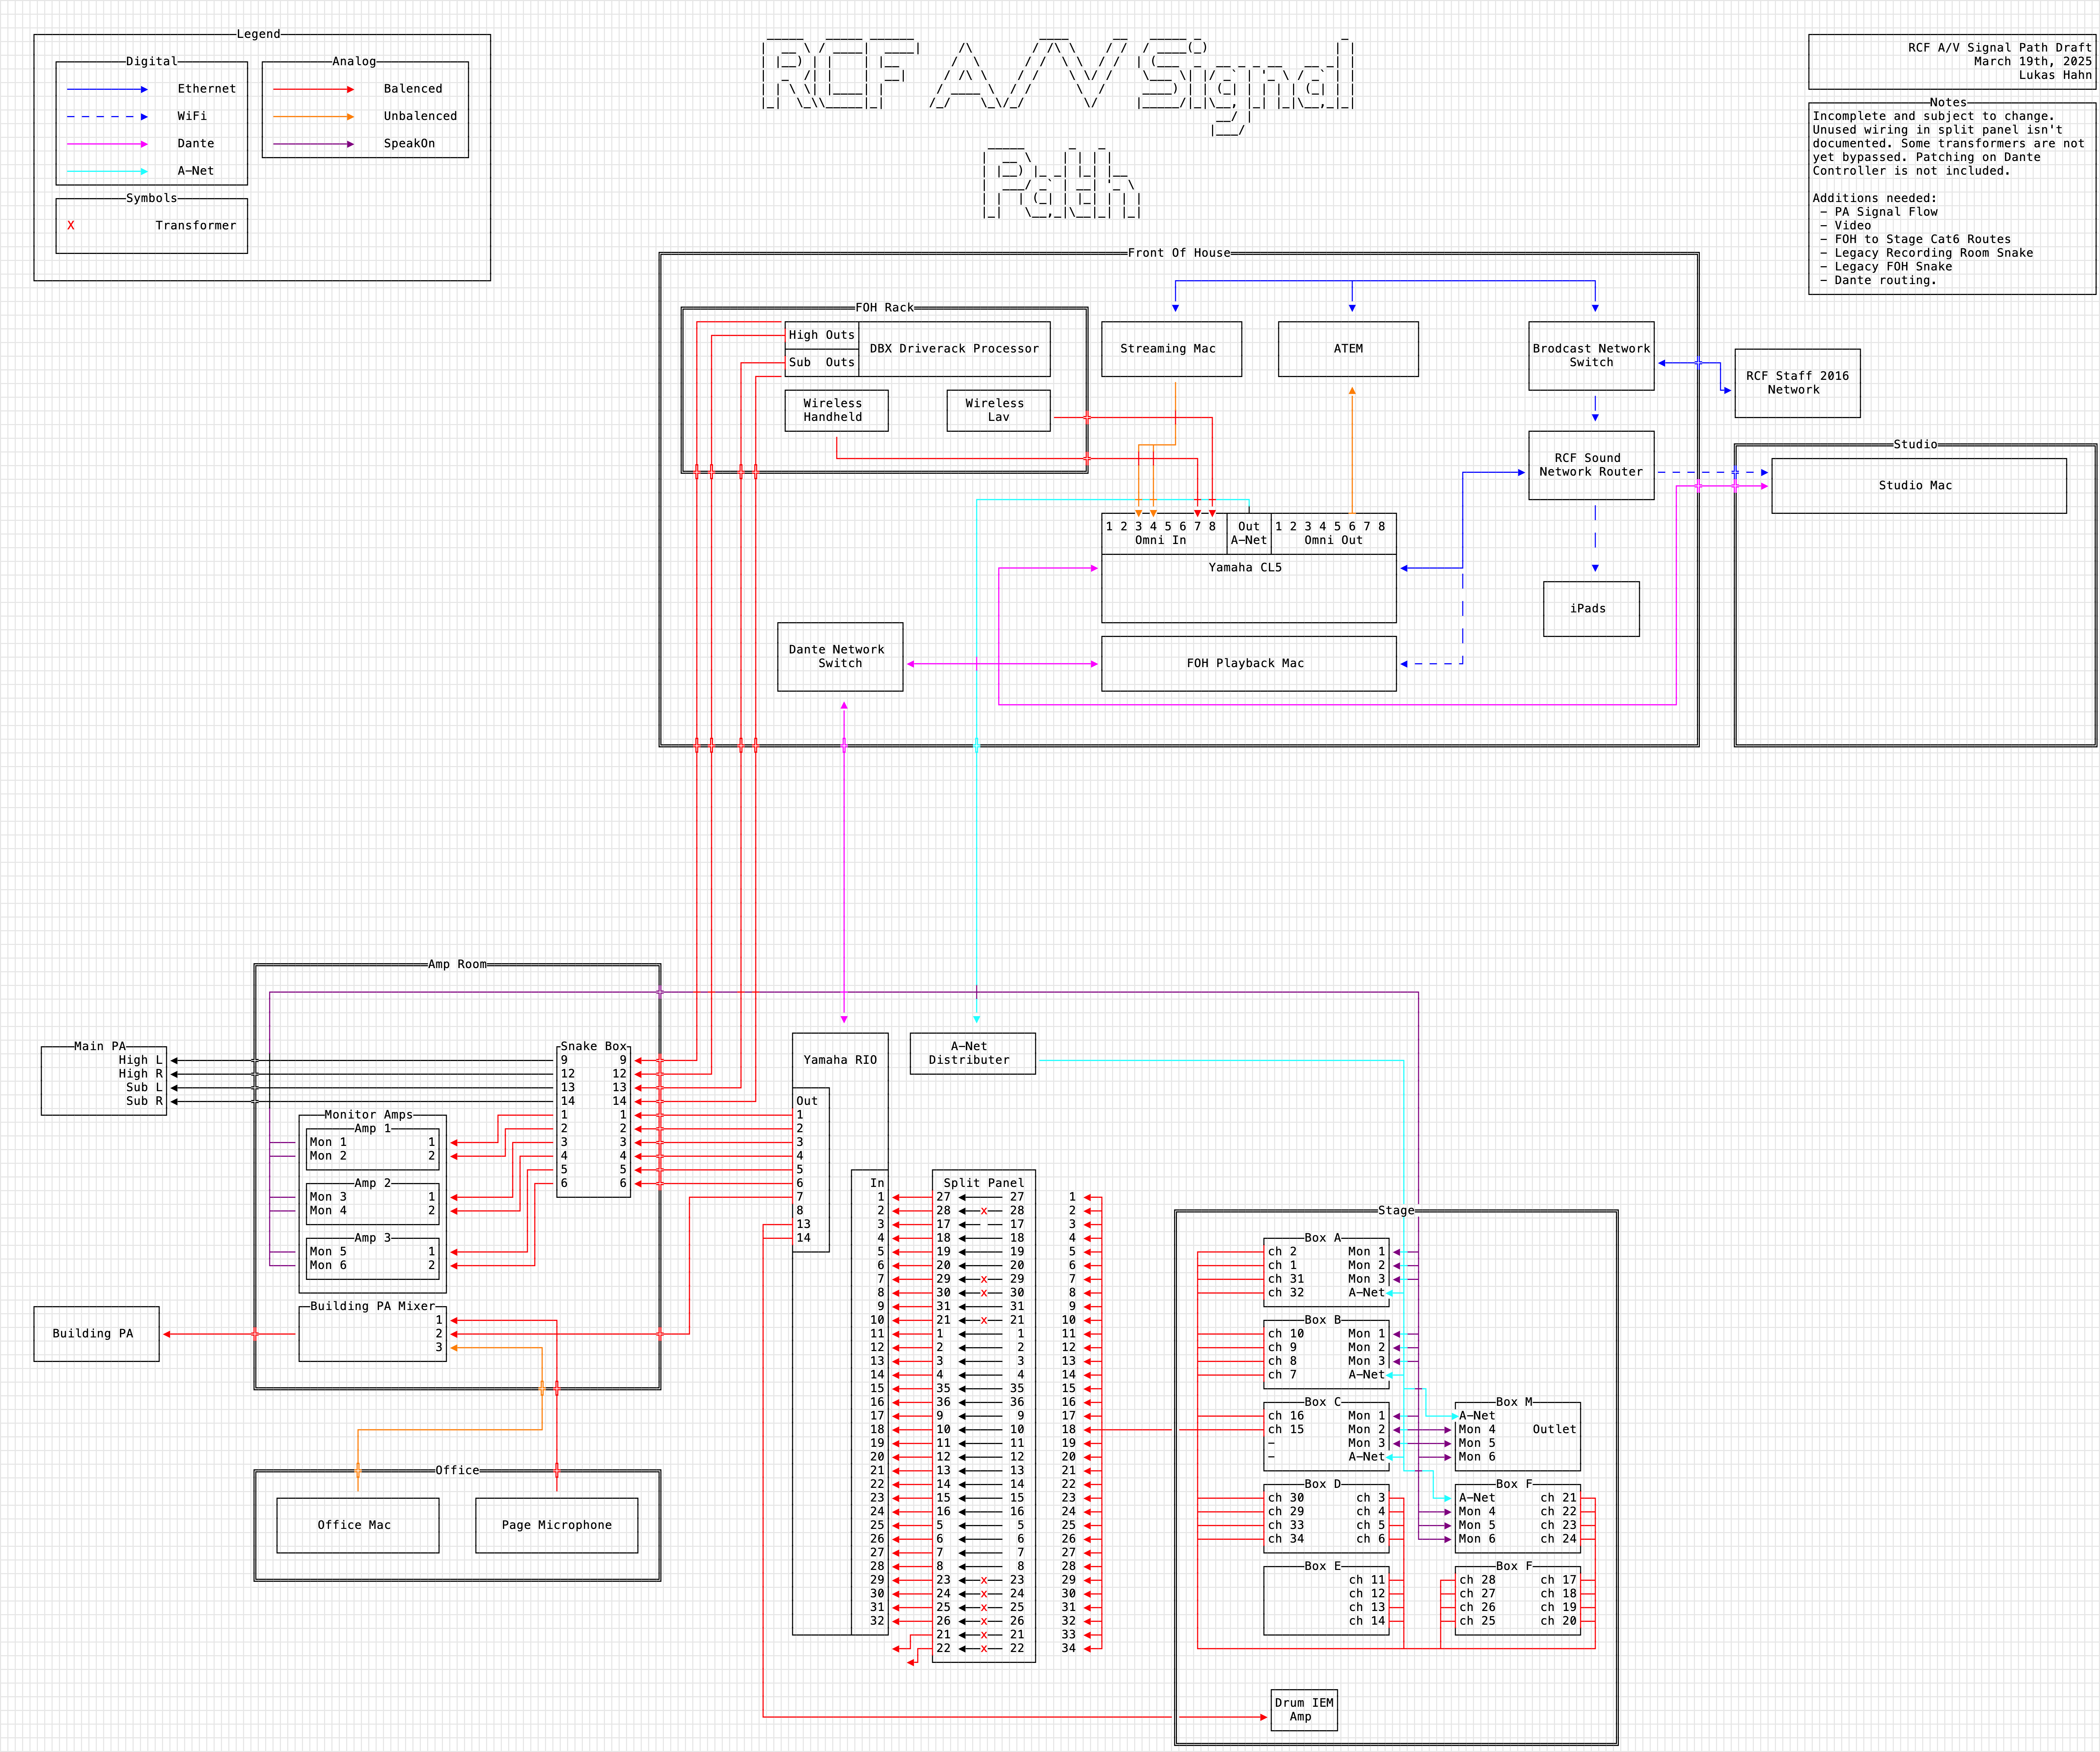 Legend
Digital
Analog
Ethernet
Balenced
WiFi
Unbalenced
Dante
SpeakOn
A-Net
Symbols
X Transformer
RCF A/V Signal
Path
RCF A/V Signal Path Draft
March 19th, 2025
Lukas Hahn
Notes
Incomplete and subject to change.
Unused wiring in split panel isn't
documented. Some transformers are not
yet bypassed. Patching on Dante
Controller is not included.
Additions needed:
- PA Signal Flow
- Video
- FOH to Stage Cat6 Routes
- Legacy Recording Room Snake
- Legacy FOH Snake
- Dante routing.
Front Of House
FOH Rack
High Outs
Sub Outs
DBX Driverack Processor
Wireless
Handheld
Wireless
Lav
Streaming Mac
ATEM
Brodcast Network
Switch
RCF Staff 2016
Network
RCF Sound
Network Router
Studio
Studio Mac
1 2 3 4 5 6 7 8
Omni In
Out
A-Net
1 2 3 4 5 6 7 8
Omni Out
Yamaha CL5
iPads
Dante Network
Switch
FOH Playback Mac
Amp Room
Main PA
High L
High R
Sub L
Sub R
Snake Box
9 9
12 12
13 13
14 14
1 1
2 2
3 3
4 4
5 5
6 6
Monitor Amps
Amp 1
Mon 1 1
Mon 2 2
Amp 2
Mon 3 1
Mon 4 2
Amp 3
Mon 5 1
Mon 6 2
Building PA Mixer
1
2
3
Building PA
Office
Office Mac
Page Microphone
Yamaha RIO
Out
1
2
3
4
5
6
7
8
13
14
In
1
2
3
4
5
6
7
8
9
10
11
12
13
14
15
16
17
18
19
20
21
22
23
24
25
26
27
28
29
30
31
32
A-Net
Distributer
Split Panel
27 27
28 x 28
17 17
18 18
19 19
20 20
29 x 29
30 x 30
31 31
21 x 21
1 1
2 2
3 3
4 4
35 35
36 36
9 9
10 10
11 11
12 12
13 13
14 14
15 15
16 16
5 5
6 6
7 7
8 8
23 x 23
24 x 24
25 x 25
26 x 26
21 x 21
22 x 22
1
2
3
4
5
6
7
8
9
10
11
12
13
14
15
16
17
18
19
20
21
22
23
24
25
26
27
28
29
30
31
32
33
34
Stage
Box A
ch 2 Mon 1
ch 1 Mon 2
ch 31 Mon 3
ch 32 A-Net
Box B
ch 10 Mon 1
ch 9 Mon 2
ch 8 Mon 3
ch 7 A-Net
Box C
ch 16 Mon 1
ch 15 Mon 2
- Mon 3
- A-Net
Box M
A-Net
Mon 4 Outlet
Mon 5
Mon 6
Box D
ch 30 ch 3
ch 29 ch 4
ch 33 ch 5
ch 34 ch 6
Box F
A-Net ch 21
Mon 4 ch 22
Mon 5 ch 23
Mon 6 ch 24
Box E
ch 11
ch 12
ch 13
ch 14
Box F
ch 28 ch 17
ch 27 ch 18
ch 26 ch 19
ch 25 ch 20
Drum IEM
Amp